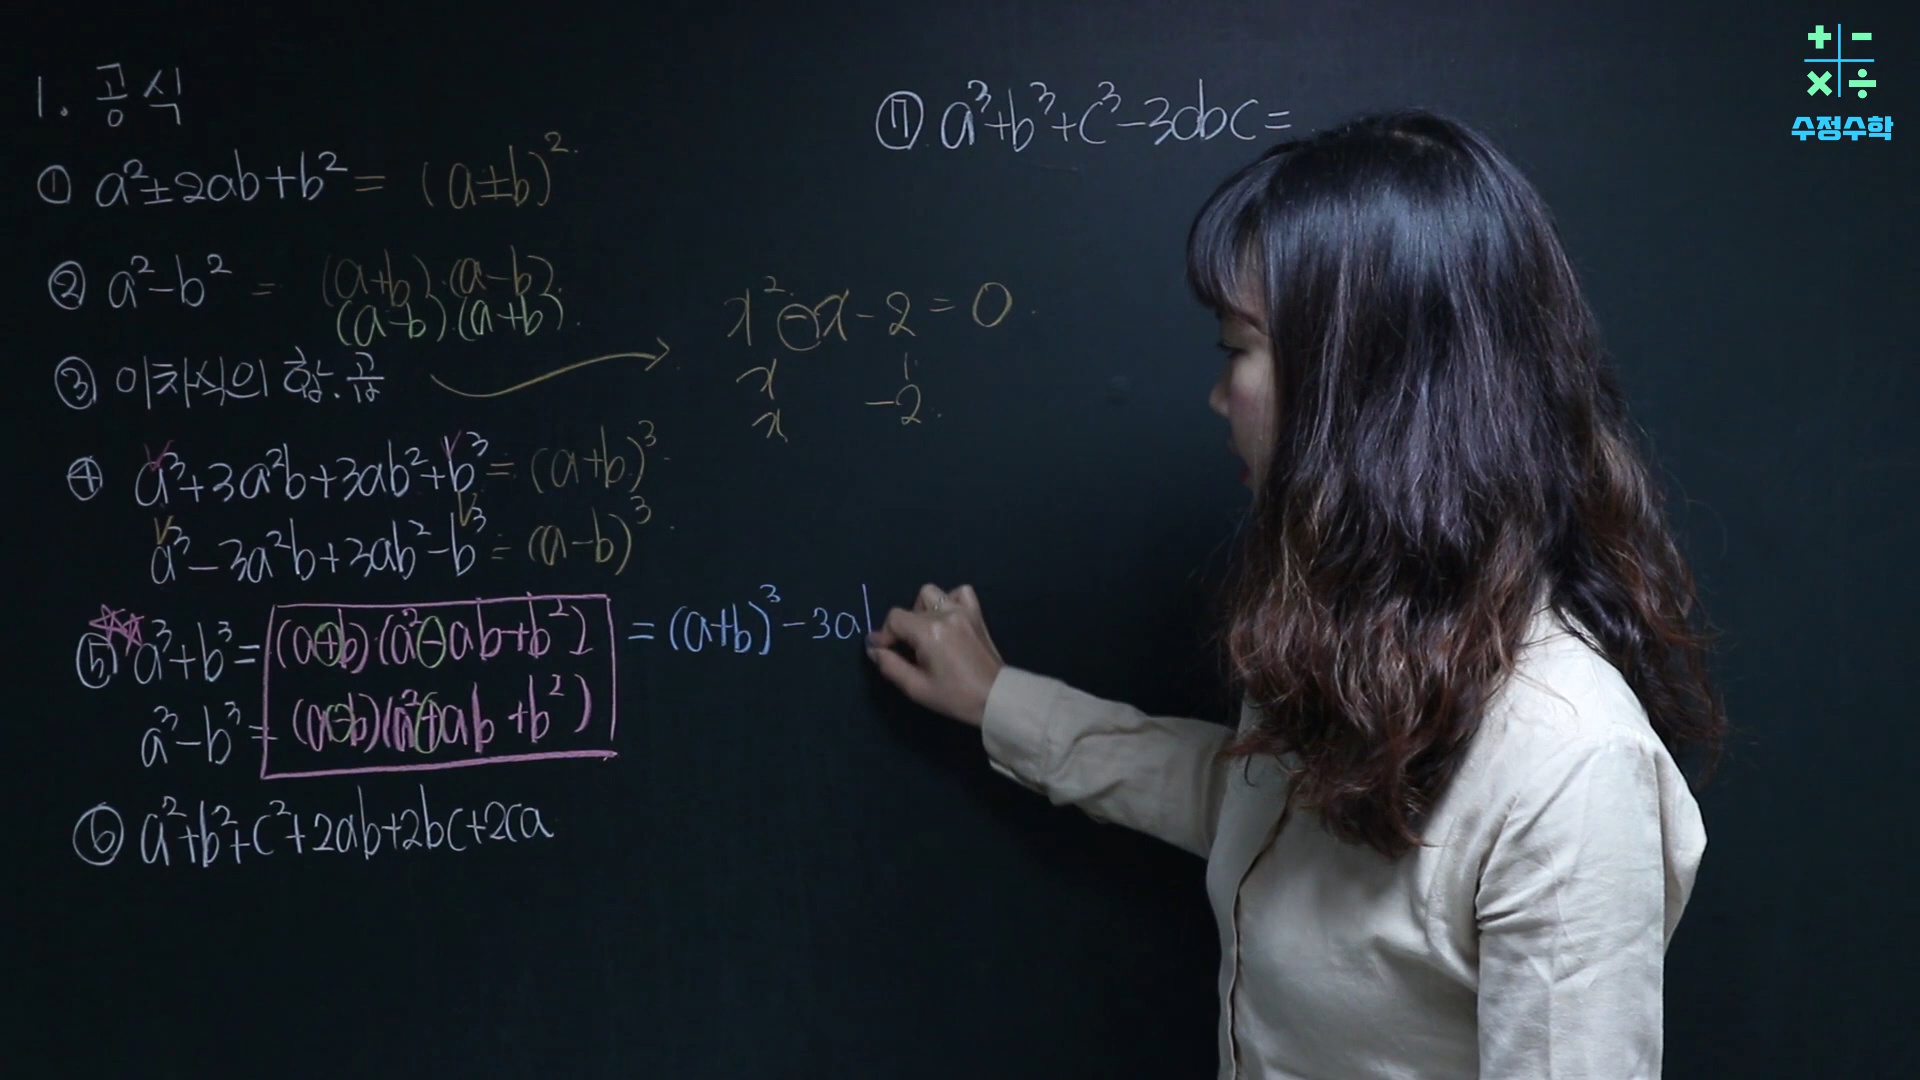 1. 공식
① a²±2ab+b² = (a±b)².
② a²-b² = (a+b)·(a-b).
(a-b)·(a+b).
③ 이차식의 합.곱
④ a³+3a²b+3ab²+b³ = (a+b)³.
a³-3a²b+3ab²-b³ = (a-b)³.
⑤ a³+b³ = (a+b)·(a²-ab+b²) = (a+b)³-3ab
a³-b³ = (a-b)(a²+ab+b²)
⑥ a²+b²+c²+2ab+2bc+2ca
⑦ a³+b³+c³-3abc=
x²-x-2=0.
x 1
x -2.
+ -
× ÷
수정수학